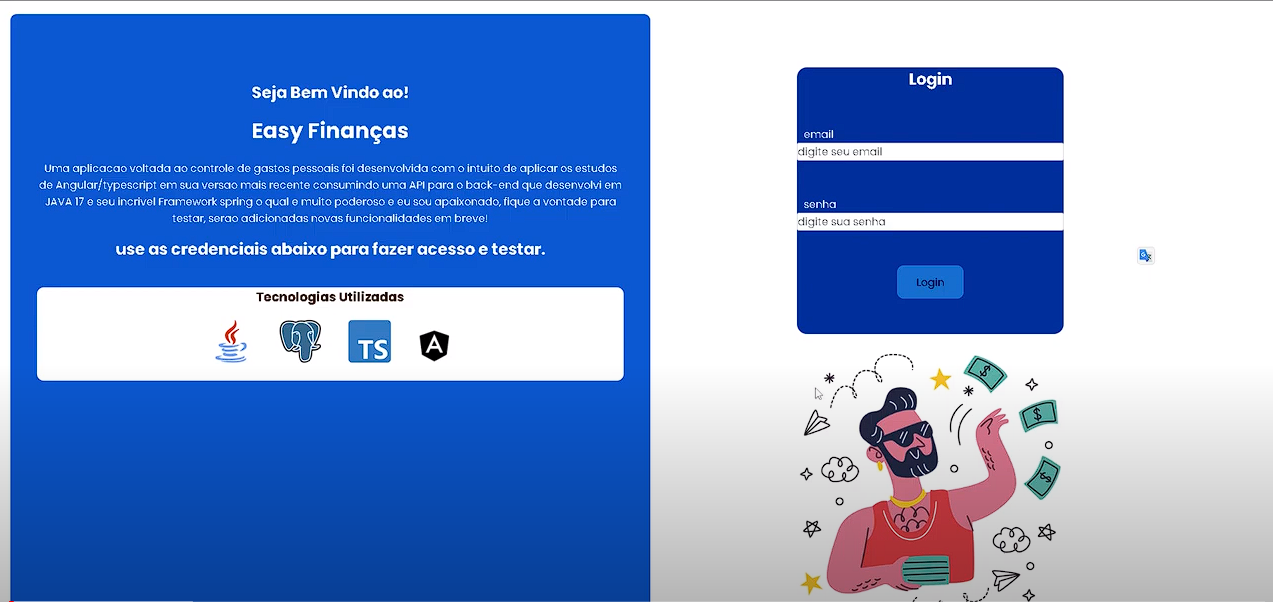 Seja Bem Vindo ao!
Easy Finanças
Uma aplicacao voltada ao controle de gastos pessoais foi desenvolvida com o intuito de aplicar os estudos
de Angular/typescript em sua versao mais recente consumindo uma API para o back-end que desenvolvi em
JAVA 17 e seu incrivel Framework spring o qual e muito poderoso e eu sou apaixonado, fique a vontade para
testar, serao adicionadas novas funcionalidades em breve!
use as credenciais abaixo para fazer acesso e testar.
Tecnologias Utilizadas
TS
A
Login
email
digite seu email
senha
digite sua senha
Login
$
$
$